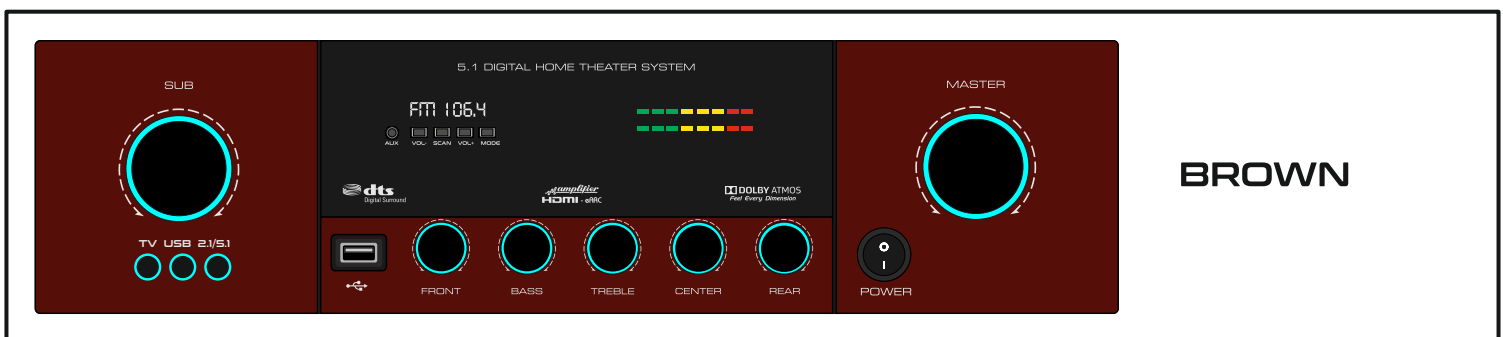 5.1 DIGITAL HOME THEATER SYSTEM
SUB
MASTER
FM 106.4
AUX VOL- SCAN VOL+ MODE
dts
Digital Surround
amplifier
HDMI - eARC
DOLBY ATMOS
Feel Every Dimension
BROWN
TV USB 2.1/5.1
FRONT BASS TREBLE CENTER REAR
POWER